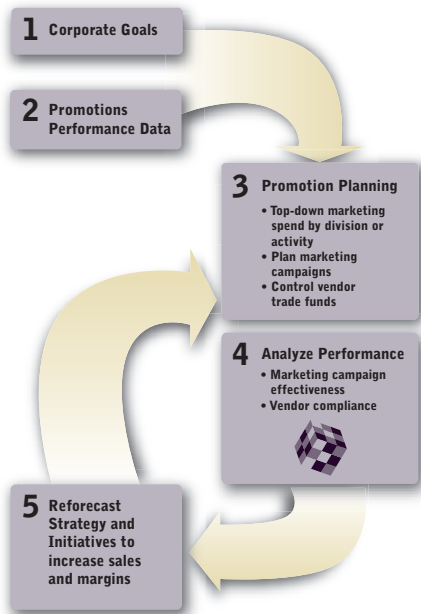 1 Corporate Goals
2 Promotions
Performance Data
3 Promotion Planning
• Top-down marketing
spend by division or
activity
• Plan marketing
campaigns
• Control vendor
trade funds
4 Analyze Performance
• Marketing campaign
effectiveness
• Vendor compliance
5 Reforecast
Strategy and
Initiatives to
increase sales
and margins